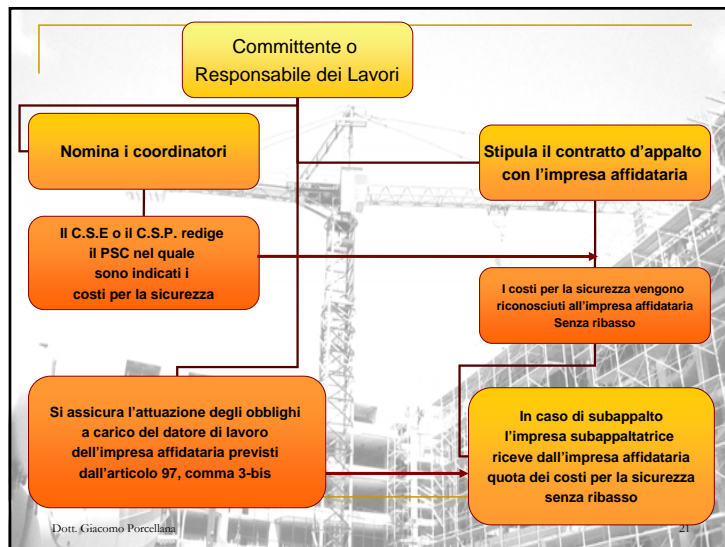 Committente o
Responsabile dei Lavori
Nomina i coordinatori
Stipula il contratto d'appalto
con l'impresa affidataria
Il C.S.E o il C.S.P. redige
il PSC nel quale
sono indicati i
costi per la sicurezza
I costi per la sicurezza vengono
riconosciuti all'impresa affidataria
Senza ribasso
Si assicura l'attuazione degli obblighi
a carico del datore di lavoro
dell'impresa affidataria previsti
dall'articolo 97, comma 3-bis
In caso di subappalto
l'impresa subappaltatrice
riceve dall'impresa affidataria
quota dei costi per la sicurezza
senza ribasso
Dott. Giacomo Porcellana
21